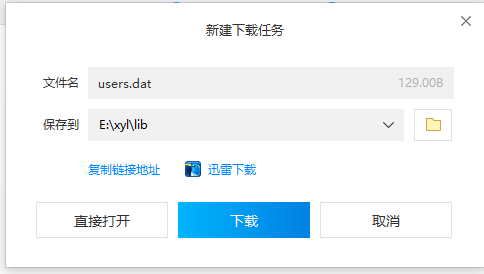 新建下载任务
文件名 users.dat 129.00B
保存到 E:\xyl\lib
复制链接地址 迅雷下载
直接打开 下载 取消